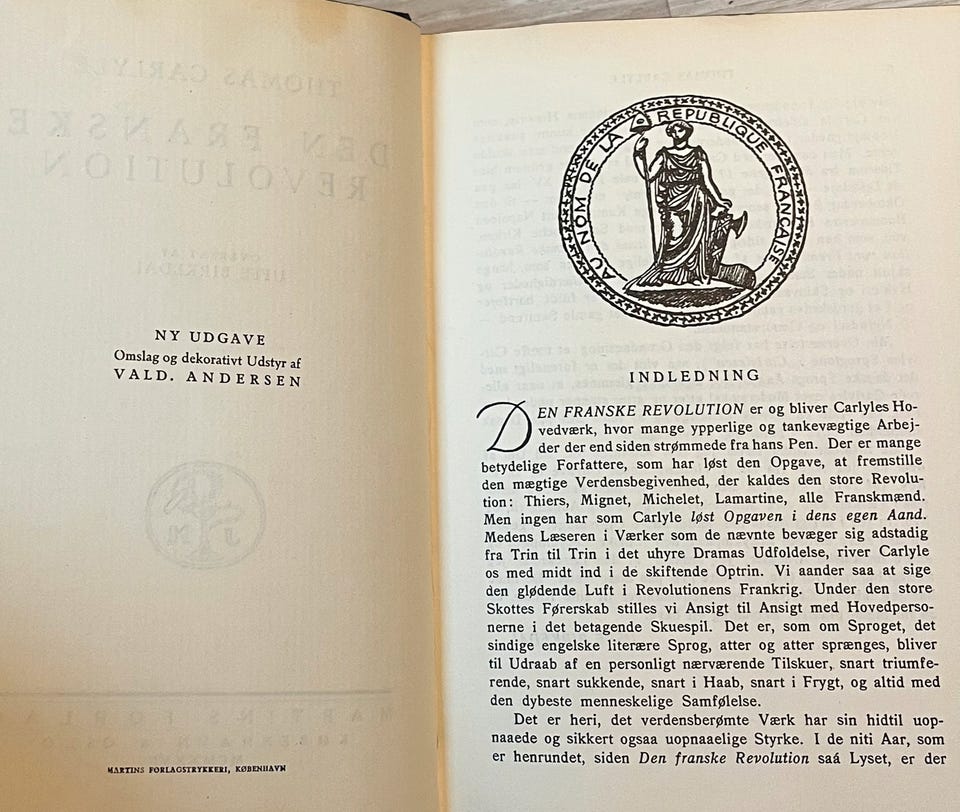 NY UDGAVE
Omslag og dekorativt Udstyr af
VALD. ANDERSEN
MARTINS FORLAGSTRYKKERI, KØBENHAVN
AU NOM DE LA REPUBLIQUE FRANCAISE
INDLEDNING
DEN FRANSKE REVOLUTION er og bliver Carlyles Ho-
vedværk, hvor mange ypperlige og tankevægtige Arbej-
der der end siden strømmede fra hans Pen. Der er mange
betydelige Forfattere, som har løst den Opgave, at fremstille
den mægtige Verdensbegivenhed, der kaldes den store Revolu-
tion: Thiers, Mignet, Michelet, Lamartine, alle Franskmænd.
Men ingen har som Carlyle løst Opgaven i dens egen Aand.
Medens Læseren i Værker som de nævnte bevæger sig adstadig
fra Trin til Trin i det uhyre Dramas Udfoldelse, river Carlyle
os med midt ind i de skiftende Optrin. Vi aander saa at sige
den glødende Luft i Revolutionens Frankrig. Under den store
Skottes Førerskab stilles vi Ansigt til Ansigt med Hovedperso-
nerne i det betagende Skuespil. Det er, som om Sproget, det
sindige engelske literære Sprog, atter og atter sprænges, bliver
til Udraab af en personligt nærværende Tilskuer, snart triumfe-
rende, snart sukkende, snart i Haab, snart i Frygt, og altid med
den dybeste menneskelige Samfølelse.
Det er heri, det verdensberømte Værk har sin hidtil uop-
naaede og sikkert ogsaa uopnaaelige Styrke. I de niti Aar, som
er henrundet, siden Den franske Revolution saá Lyset, er der